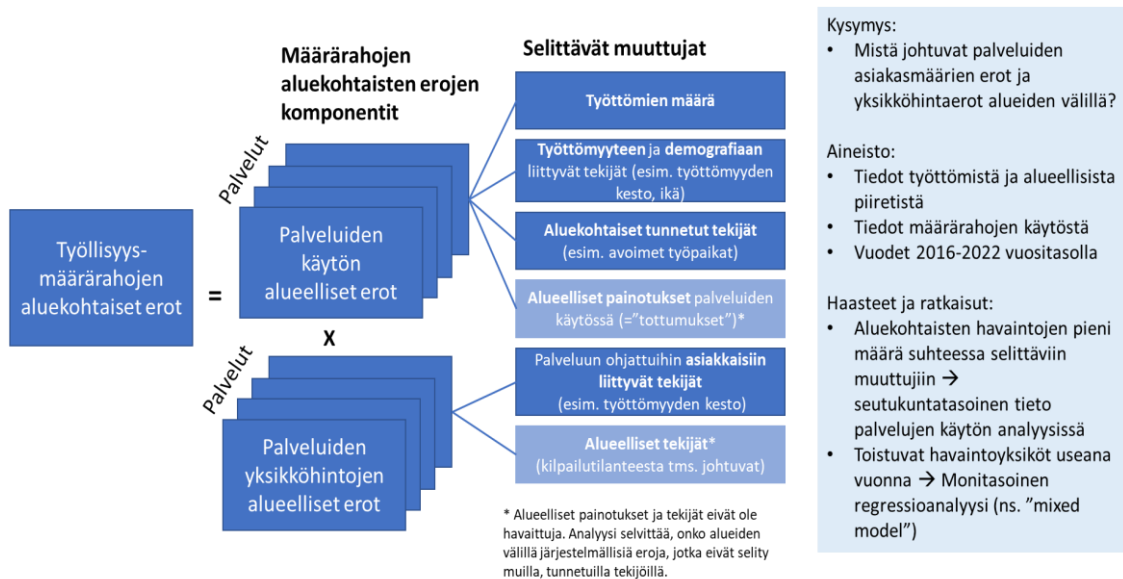 Työllisyys-
määrärahojen
aluekohtaiset erot
=
Määrärahojen
aluekohtaisten erojen
komponentit
Palvelut
Palveluiden
käytön
alueelliset erot
X
Palvelut
Palveluiden
yksikköhintojen
alueelliset erot
Selittävät muuttujat
Työttömien määrä
Työttömyyteen ja demografiaan
liittyvät tekijät (esim. työttömyyden
kesto, ikä)
Aluekohtaiset tunnetut tekijät
(esim. avoimet työpaikat)
Alueelliset painotukset palveluiden
käytössä (=”tottumukset”)*
Palveluun ohjattuihin asiakkaisiin
liittyvät tekijät
(esim. työttömyyden kesto)
Alueelliset tekijät*
(kilpailutilanteesta tms. johtuvat)
* Alueelliset painotukset ja tekijät eivät ole
havaittuja. Analyysi selvittää, onko alueiden
välillä järjestelmällisiä eroja, jotka eivät selity
muilla, tunnetuilla tekijöillä.
Kysymys:
• Mistä johtuvat palveluiden
asiakasmäärien erot ja
yksikköhintaerot alueiden välillä?
Aineisto:
• Tiedot työttömistä ja alueellisista
piiretistä
• Tiedot määrärahojen käytöstä
• Vuodet 2016-2022 vuositasolla
Haasteet ja ratkaisut:
• Aluekohtaisten havaintojen pieni
määrä suhteessa selittäviin
muuttujiin →
seutukuntatasoinen tieto
palvelujen käytön analyysissä
• Toistuvat havaintoyksiköt useana
vuonna → Monitasoinen
regressioanalyysi (ns. ”mixed
model”)